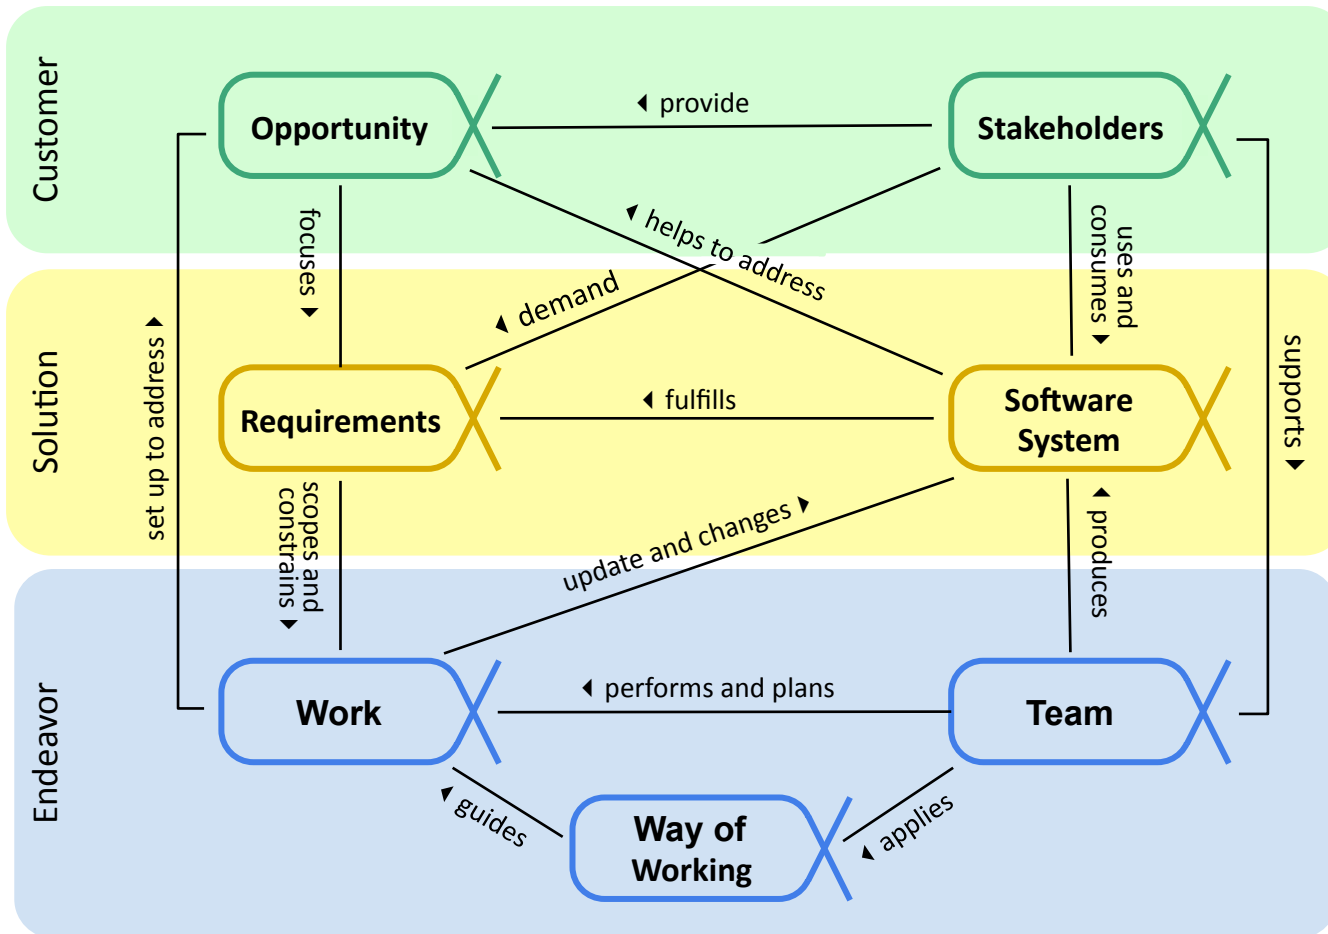 Customer
Opportunity
◄ provide
Stakeholders
focuses ►
◄ helps to address
uses and
consumes ►
◄ demand
set up to address ►
supports ►
Solution
Requirements
◄ fulfills
Software
System
scopes and
constrains ►
update and changes ►
◄ produces
Endeavor
Work
◄ performs and plans
Team
◄ guides
Way of
Working
◄ applies